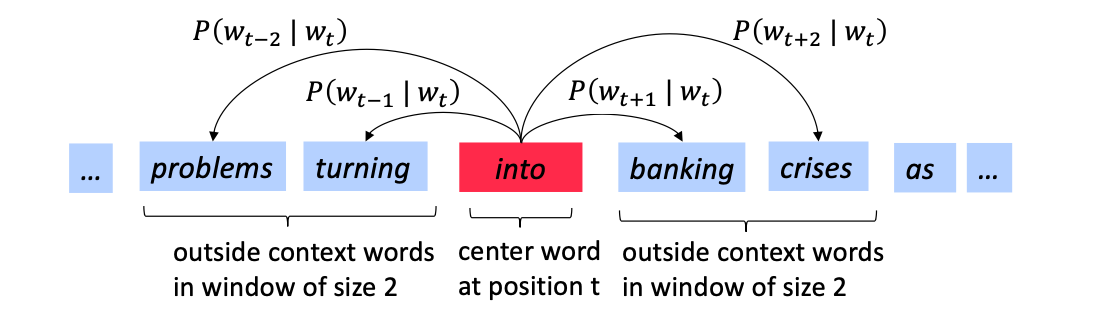 P(w_{t−2} | w_t)
P(w_{t+2} | w_t)
P(w_{t−1} | w_t)
P(w_{t+1} | w_t)
... problems turning into banking crises as ...
outside context words
in window of size 2
center word
at position t
outside context words
in window of size 2